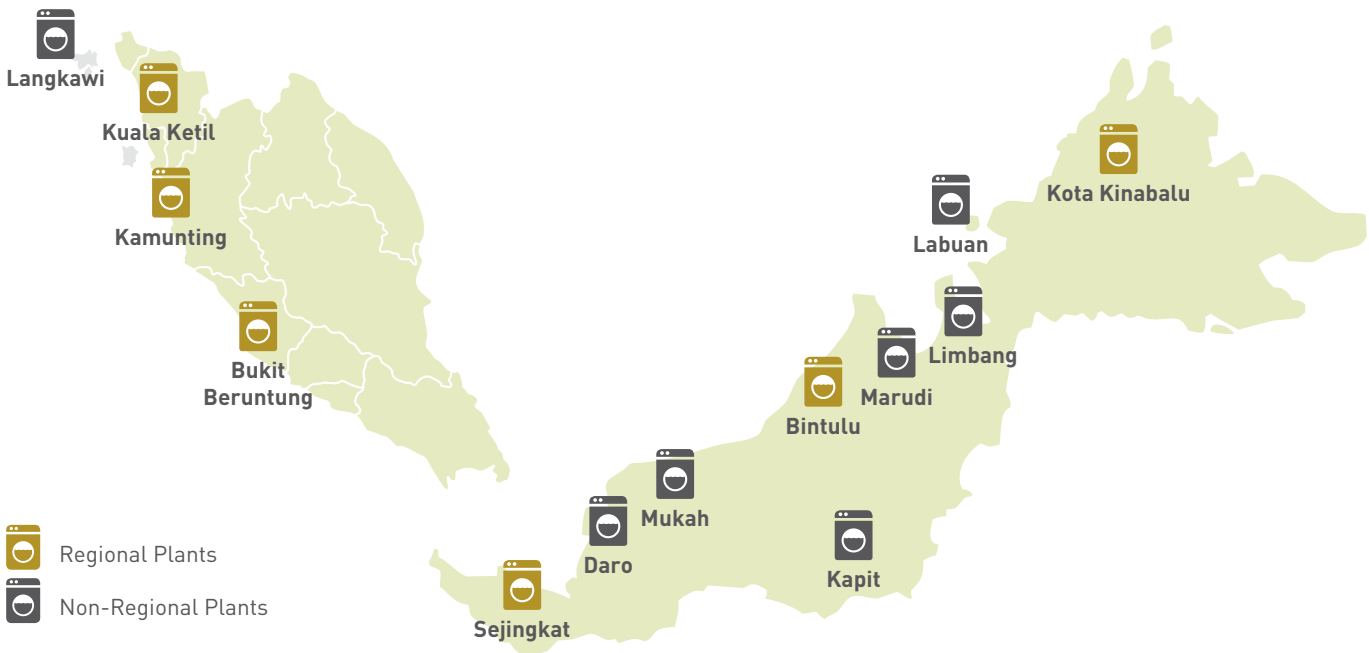 Langkawi
Kuala Ketil
Kamunting
Bukit
Beruntung
Kota Kinabalu
Labuan
Limbang
Marudi
Bintulu
Mukah
Daro
Kapit
Sejingkat
Regional Plants
Non-Regional Plants